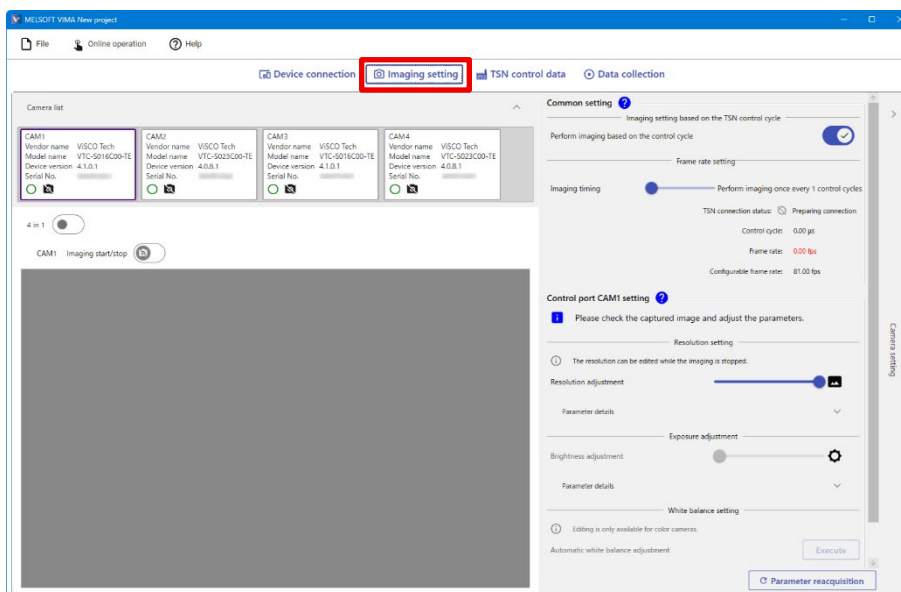 MELSOFT VIMA New project
File Online operation Help
Device connection Imaging setting TSN control data Data collection
Camera list
CAM1
Vendor name ViSCO Tech
Model name VTC-S016C00-TE
Device version 4.1.0.1
Serial No.
CAM2
Vendor name ViSCO Tech
Model name VTC-S023C00-TE
Device version 4.0.8.1
Serial No.
CAM3
Vendor name ViSCO Tech
Model name VTC-S016C00-TE
Device version 4.1.0.1
Serial No.
CAM4
Vendor name ViSCO Tech
Model name VTC-S023C00-TE
Device version 4.0.8.1
Serial No.
4 in 1
CAM1 Imaging start/stop
Common setting
Imaging setting based on the TSN control cycle
Perform imaging based on the control cycle
Frame rate setting
Imaging timing Perform imaging once every 1 control cycles
TSN connection status: Preparing connection
Control cycle: 0.00 μs
Frame rate: 0.00 fps
Configurable frame rate: 81.00 fps
Control port CAM1 setting
Please check the captured image and adjust the parameters.
Resolution setting
The resolution can be edited while the imaging is stopped.
Resolution adjustment
Parameter details
Exposure adjustment
Brightness adjustment
Parameter details
White balance setting
Editing is only available for color cameras.
Automatic white balance adjustment Execute
Parameter reacquisition
Camera setting